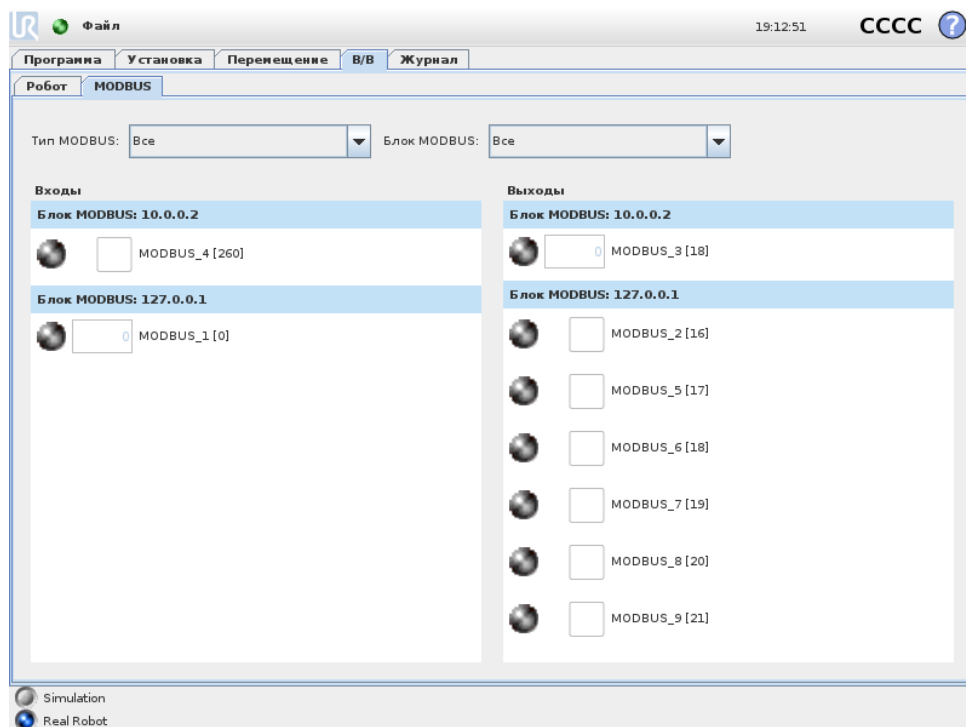 UR Файл 19:12:51 CCCC ?
Программа Установка Перемещение В/В Журнал
Робот MODBUS
Тип MODBUS: Все Блок MODBUS: Все
Входы
Блок MODBUS: 10.0.0.2
MODBUS_4 [260]
Блок MODBUS: 127.0.0.1
0 MODBUS_1 [0]
Выходы
Блок MODBUS: 10.0.0.2
0 MODBUS_3 [18]
Блок MODBUS: 127.0.0.1
MODBUS_2 [16]
MODBUS_5 [17]
MODBUS_6 [18]
MODBUS_7 [19]
MODBUS_8 [20]
MODBUS_9 [21]
Simulation
Real Robot